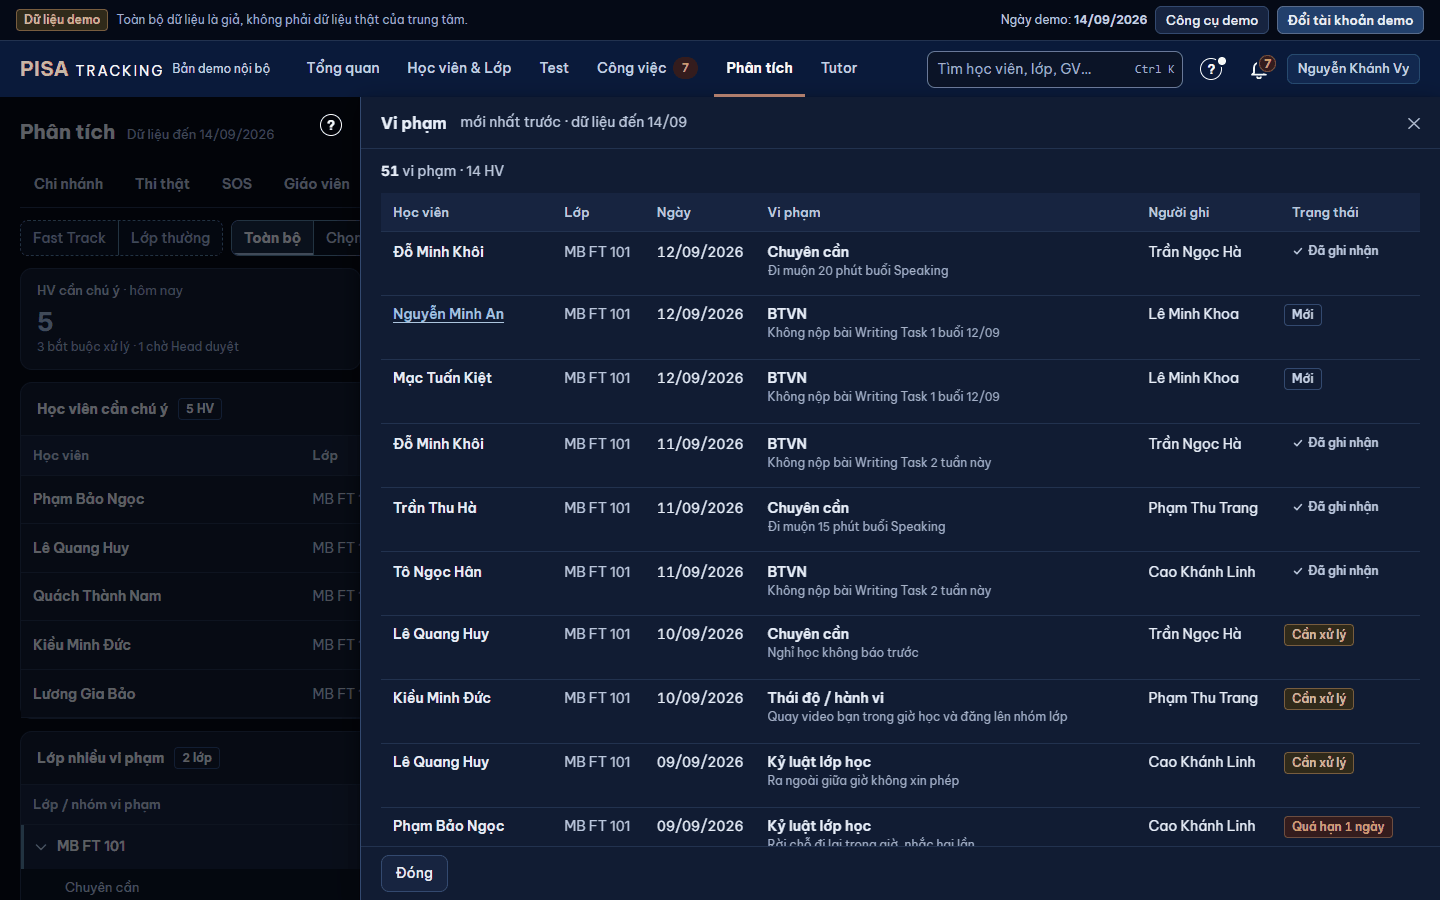 Dữ liệu demo Toàn bộ dữ liệu là giả, không phải dữ liệu thật của trung tâm. Ngày demo: 14/09/2026 Công cụ demo Đổi tài khoản demo
PISA TRACKING Bản demo nội bộ Tổng quan Học viên & Lớp Test Công việc 7 Phân tích Tutor Tìm học viên, lớp, GV... Ctrl K ? 7 Nguyễn Khánh Vy
Phân tích Dữ liệu đến 14/09/2026 ?
Chi nhánh Thi thật SOS Giáo viên
Fast Track Lớp thường Toàn bộ Chọn
HV cần chú ý · hôm nay
5
3 bắt buộc xử lý · 1 chờ Head duyệt
Học viên cần chú ý 5 HV
Học viên Lớp
Phạm Bảo Ngọc MB FT
Lê Quang Huy MB FT
Quách Thành Nam MB FT
Kiều Minh Đức MB FT
Lương Gia Bảo MB FT
Lớp nhiều vi phạm 2 lớp
Lớp / nhóm vi phạm
MB FT 101
Chuyên cần
Vi phạm mới nhất trước · dữ liệu đến 14/09
51 vi phạm · 14 HV
Học viên Lớp Ngày Vi phạm Người ghi Trạng thái
Đỗ Minh Khôi MB FT 101 12/09/2026 Chuyên cần Trần Ngọc Hà Đã ghi nhận
Đi muộn 20 phút buổi Speaking
Nguyễn Minh An MB FT 101 12/09/2026 BTVN Lê Minh Khoa Mới
Không nộp bài Writing Task 1 buổi 12/09
Mạc Tuấn Kiệt MB FT 101 12/09/2026 BTVN Lê Minh Khoa Mới
Không nộp bài Writing Task 1 buổi 12/09
Đỗ Minh Khôi MB FT 101 11/09/2026 BTVN Trần Ngọc Hà Đã ghi nhận
Không nộp bài Writing Task 2 tuần này
Trần Thu Hà MB FT 101 11/09/2026 Chuyên cần Phạm Thu Trang Đã ghi nhận
Đi muộn 15 phút buổi Speaking
Tô Ngọc Hân MB FT 101 11/09/2026 BTVN Cao Khánh Linh Đã ghi nhận
Không nộp bài Writing Task 2 tuần này
Lê Quang Huy MB FT 101 10/09/2026 Chuyên cần Trần Ngọc Hà Cần xử lý
Nghỉ học không báo trước
Kiều Minh Đức MB FT 101 10/09/2026 Thái độ / hành vi Phạm Thu Trang Cần xử lý
Quay video bạn trong giờ học và đăng lên nhóm lớp
Lê Quang Huy MB FT 101 09/09/2026 Kỷ luật lớp học Cao Khánh Linh Cần xử lý
Ra ngoài giữa giờ không xin phép
Phạm Bảo Ngọc MB FT 101 09/09/2026 Kỷ luật lớp học Cao Khánh Linh Quá hạn 1 ngày
Rời chỗ đi lại trong giờ, nhắc hai lần
Đóng